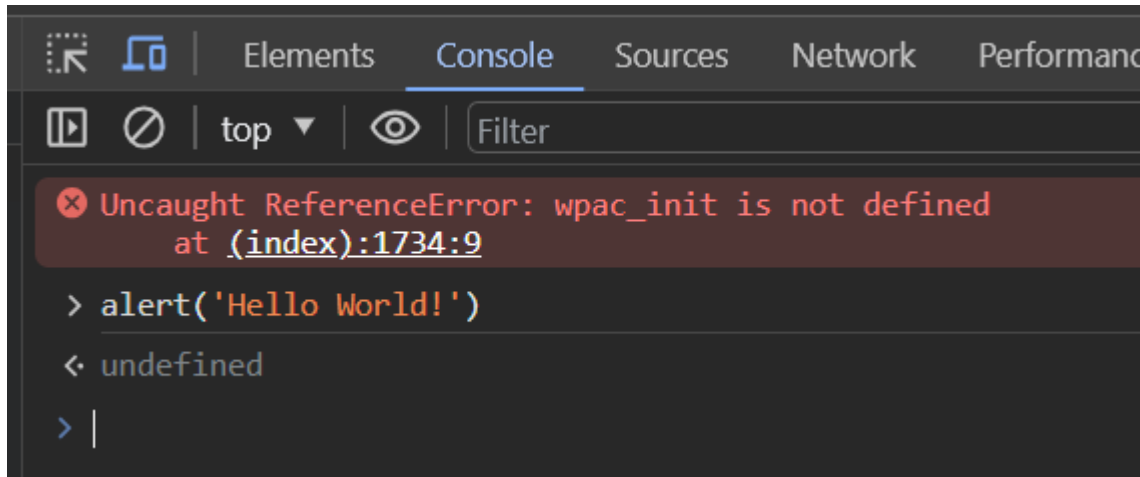 Elements Console Sources Network Performanc
top Filter
Uncaught ReferenceError: wpac_init is not defined
at (index):1734:9
> alert('Hello World!')
undefined
>